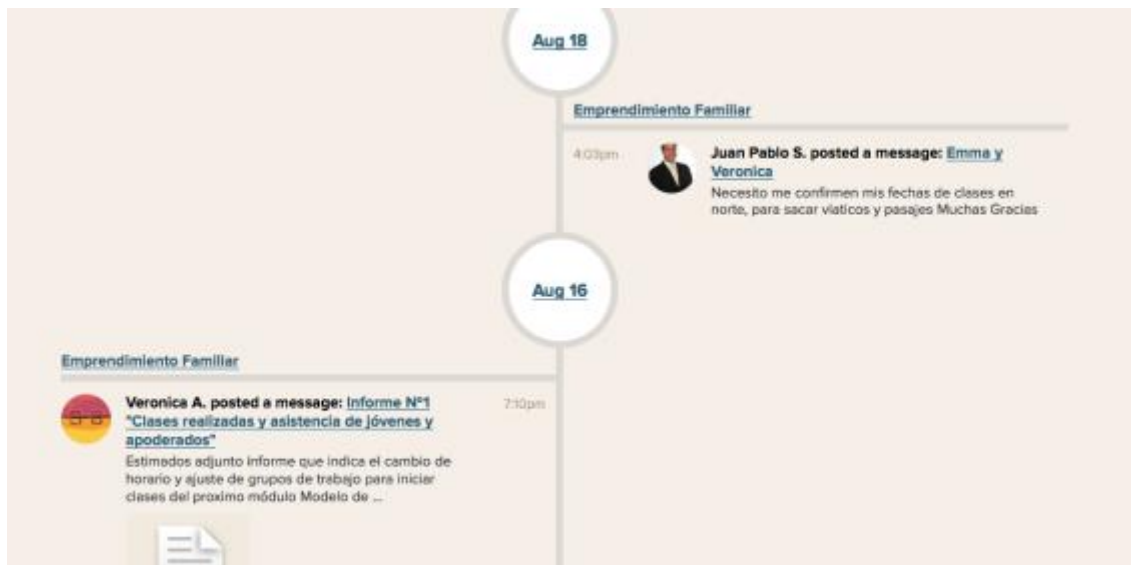 Aug 18
Emprendimiento Familiar
4:03pm
Juan Pablo S. posted a message: Emma y
Veronica
Necesito me confirmen mis fechas de clases en
norte, para sacar viaticos y pasajes Muchas Gracias
Aug 16
Emprendimiento Familiar
Veronica A. posted a message: Informe Nº1
"Clases realizadas y asistencia de jóvenes y
apoderados"
7:10pm
Estimados adjunto informe que indica el cambio de
horario y ajuste de grupos de trabajo para iniciar
clases del proximo módulo Modelo de ...